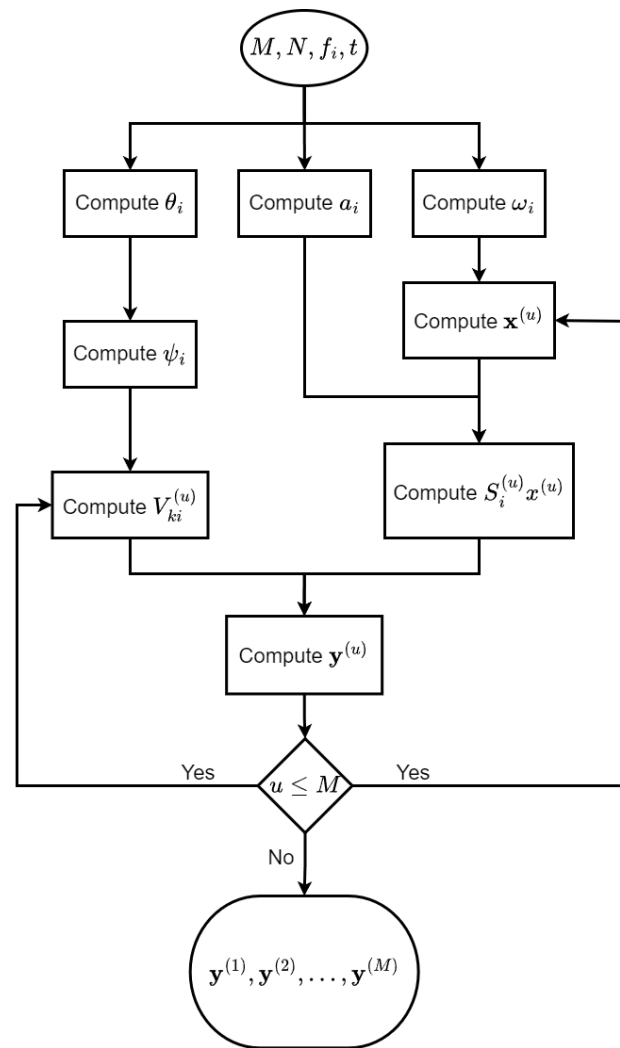 M, N, f_i, t
Compute θ_i
Compute a_i
Compute ω_i
Compute x^(u)
Compute ψ_i
Compute V_ki^(u)
Compute S_i^(u) x^(u)
Compute y^(u)
Yes
u ≤ M
Yes
No
y^(1), y^(2), . . . , y^(M)